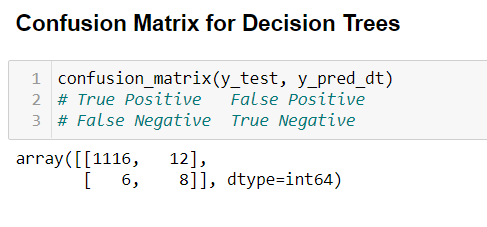 Confusion Matrix for Decision Trees
1 confusion_matrix(y_test, y_pred_dt)
2 # True Positive   False Positive
3 # False Negative  True Negative
array([[1116,   12],
       [   6,    8]], dtype=int64)